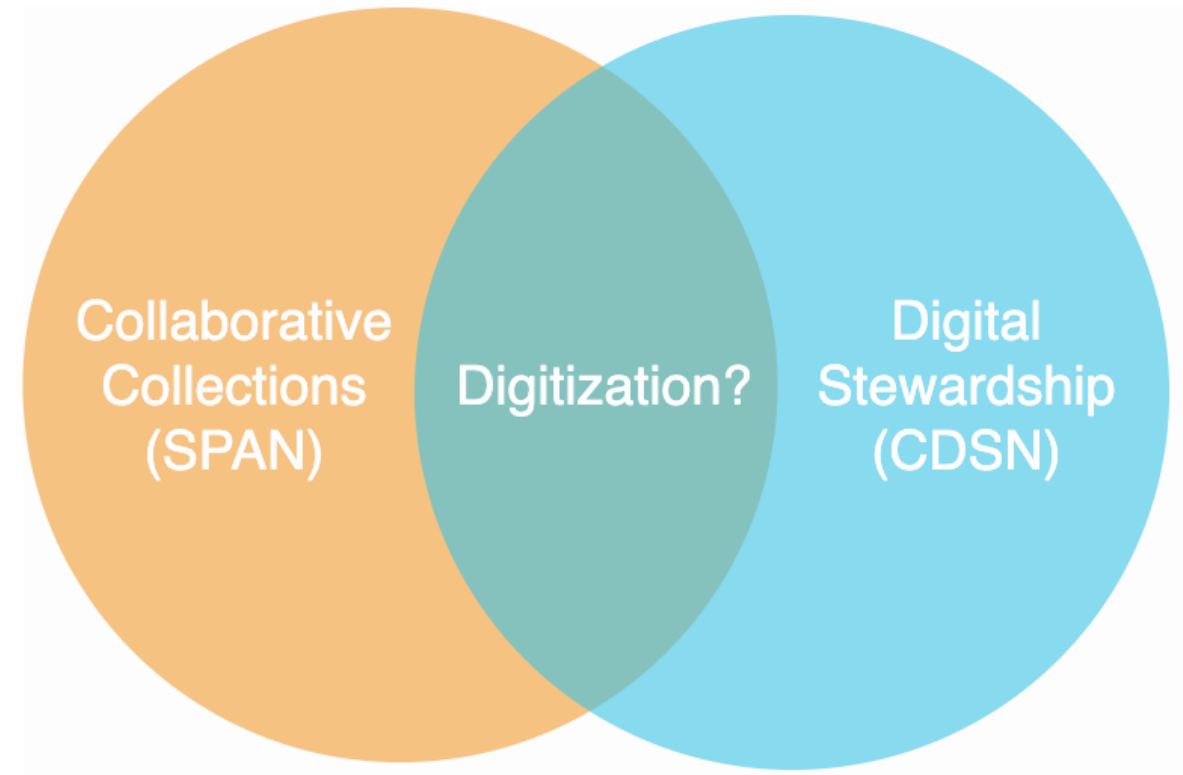 Collaborative
Collections
(SPAN)
Digitization?
Digital
Stewardship
(CDSN)